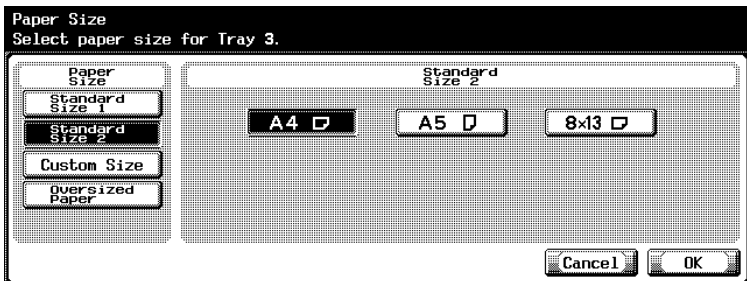 Paper Size
Select paper size for Tray 3.
Paper
Size
Standard
Size 1
Standard
Size 2
Custom Size
Oversized
Paper
Standard
Size 2
A4
A5
8×13
Cancel
OK